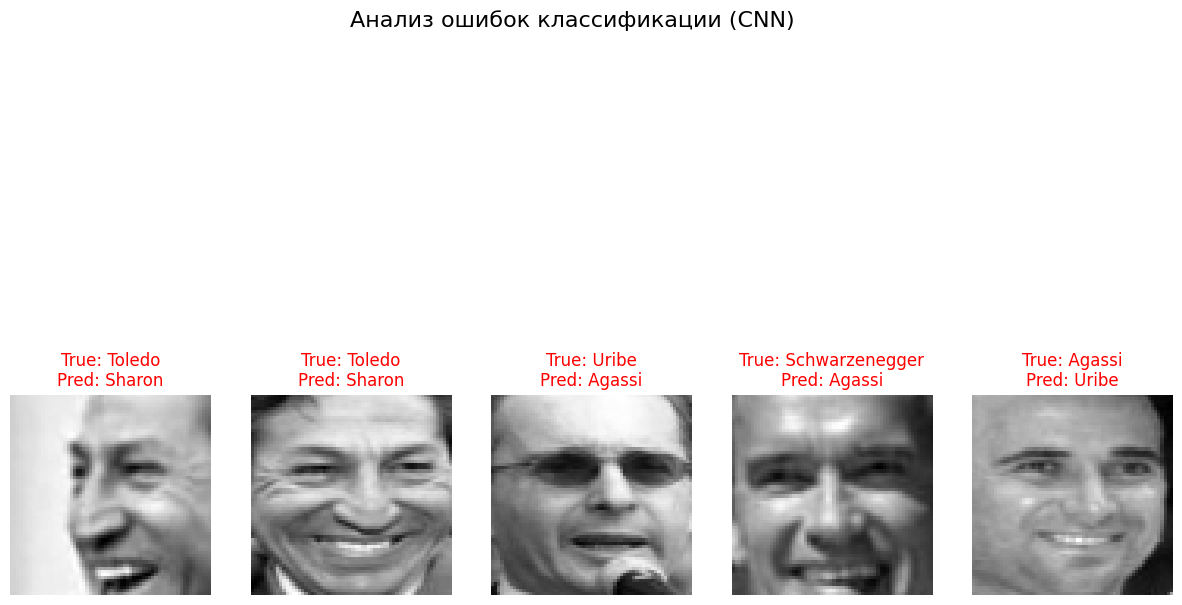 Анализ ошибок классификации (CNN)
True: Toledo
Pred: Sharon
True: Toledo
Pred: Sharon
True: Uribe
Pred: Agassi
True: Schwarzenegger
Pred: Agassi
True: Agassi
Pred: Uribe